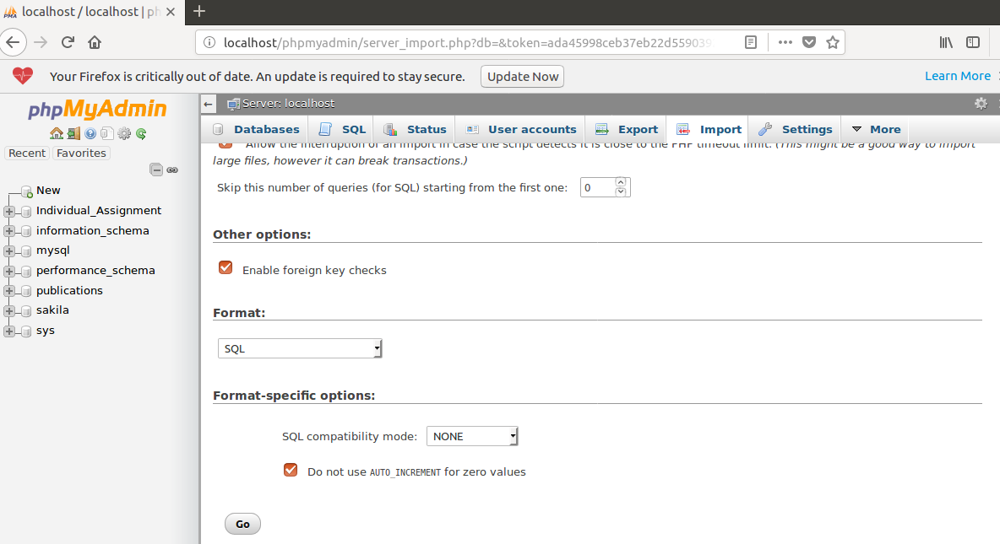 localhost / localhost | ph
localhost/phpmyadmin/server_import.php?db=&token=ada45998ceb37eb22d559039
Your Firefox is critically out of date. An update is required to stay secure.
Update Now
Learn More
phpMyAdmin
Recent
Favorites
New
Individual_Assignment
information_schema
mysql
performance_schema
publications
sakila
sys
Server: localhost
Databases
SQL
Status
User accounts
Export
Import
Settings
More
Allow the interruption of an import in case the script detects it is close to the PHP timeout limit. (This might be a good way to import
large files, however it can break transactions.)
Skip this number of queries (for SQL) starting from the first one: 0
Other options:
Enable foreign key checks
Format:
SQL
Format-specific options:
SQL compatibility mode: NONE
Do not use AUTO_INCREMENT for zero values
Go